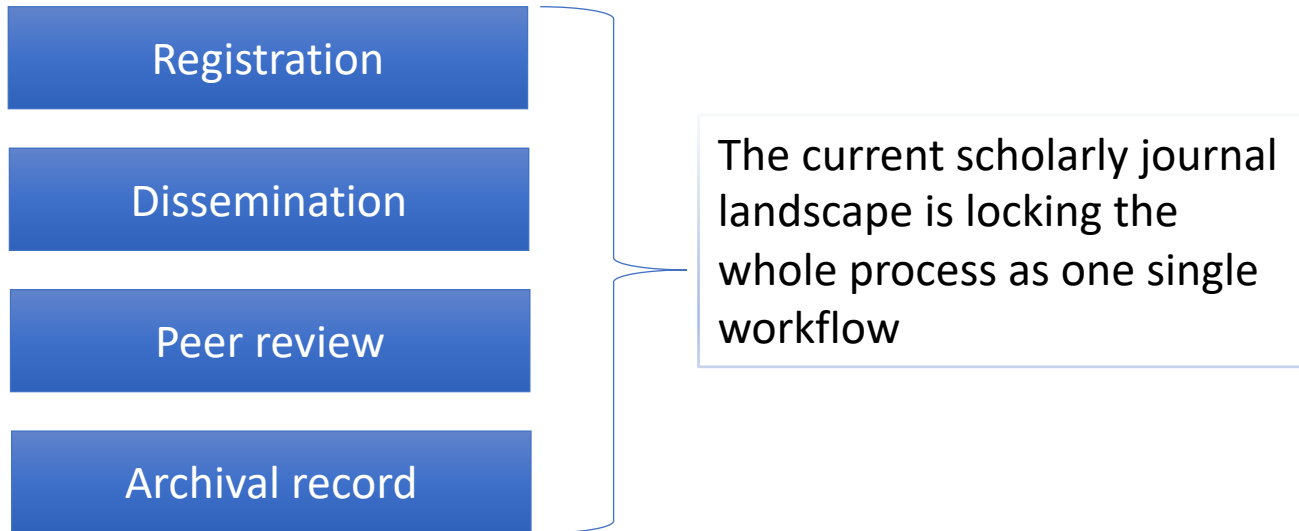 Registration
Dissemination
Peer review
Archival record
The current scholarly journal
landscape is locking the
whole process as one single
workflow